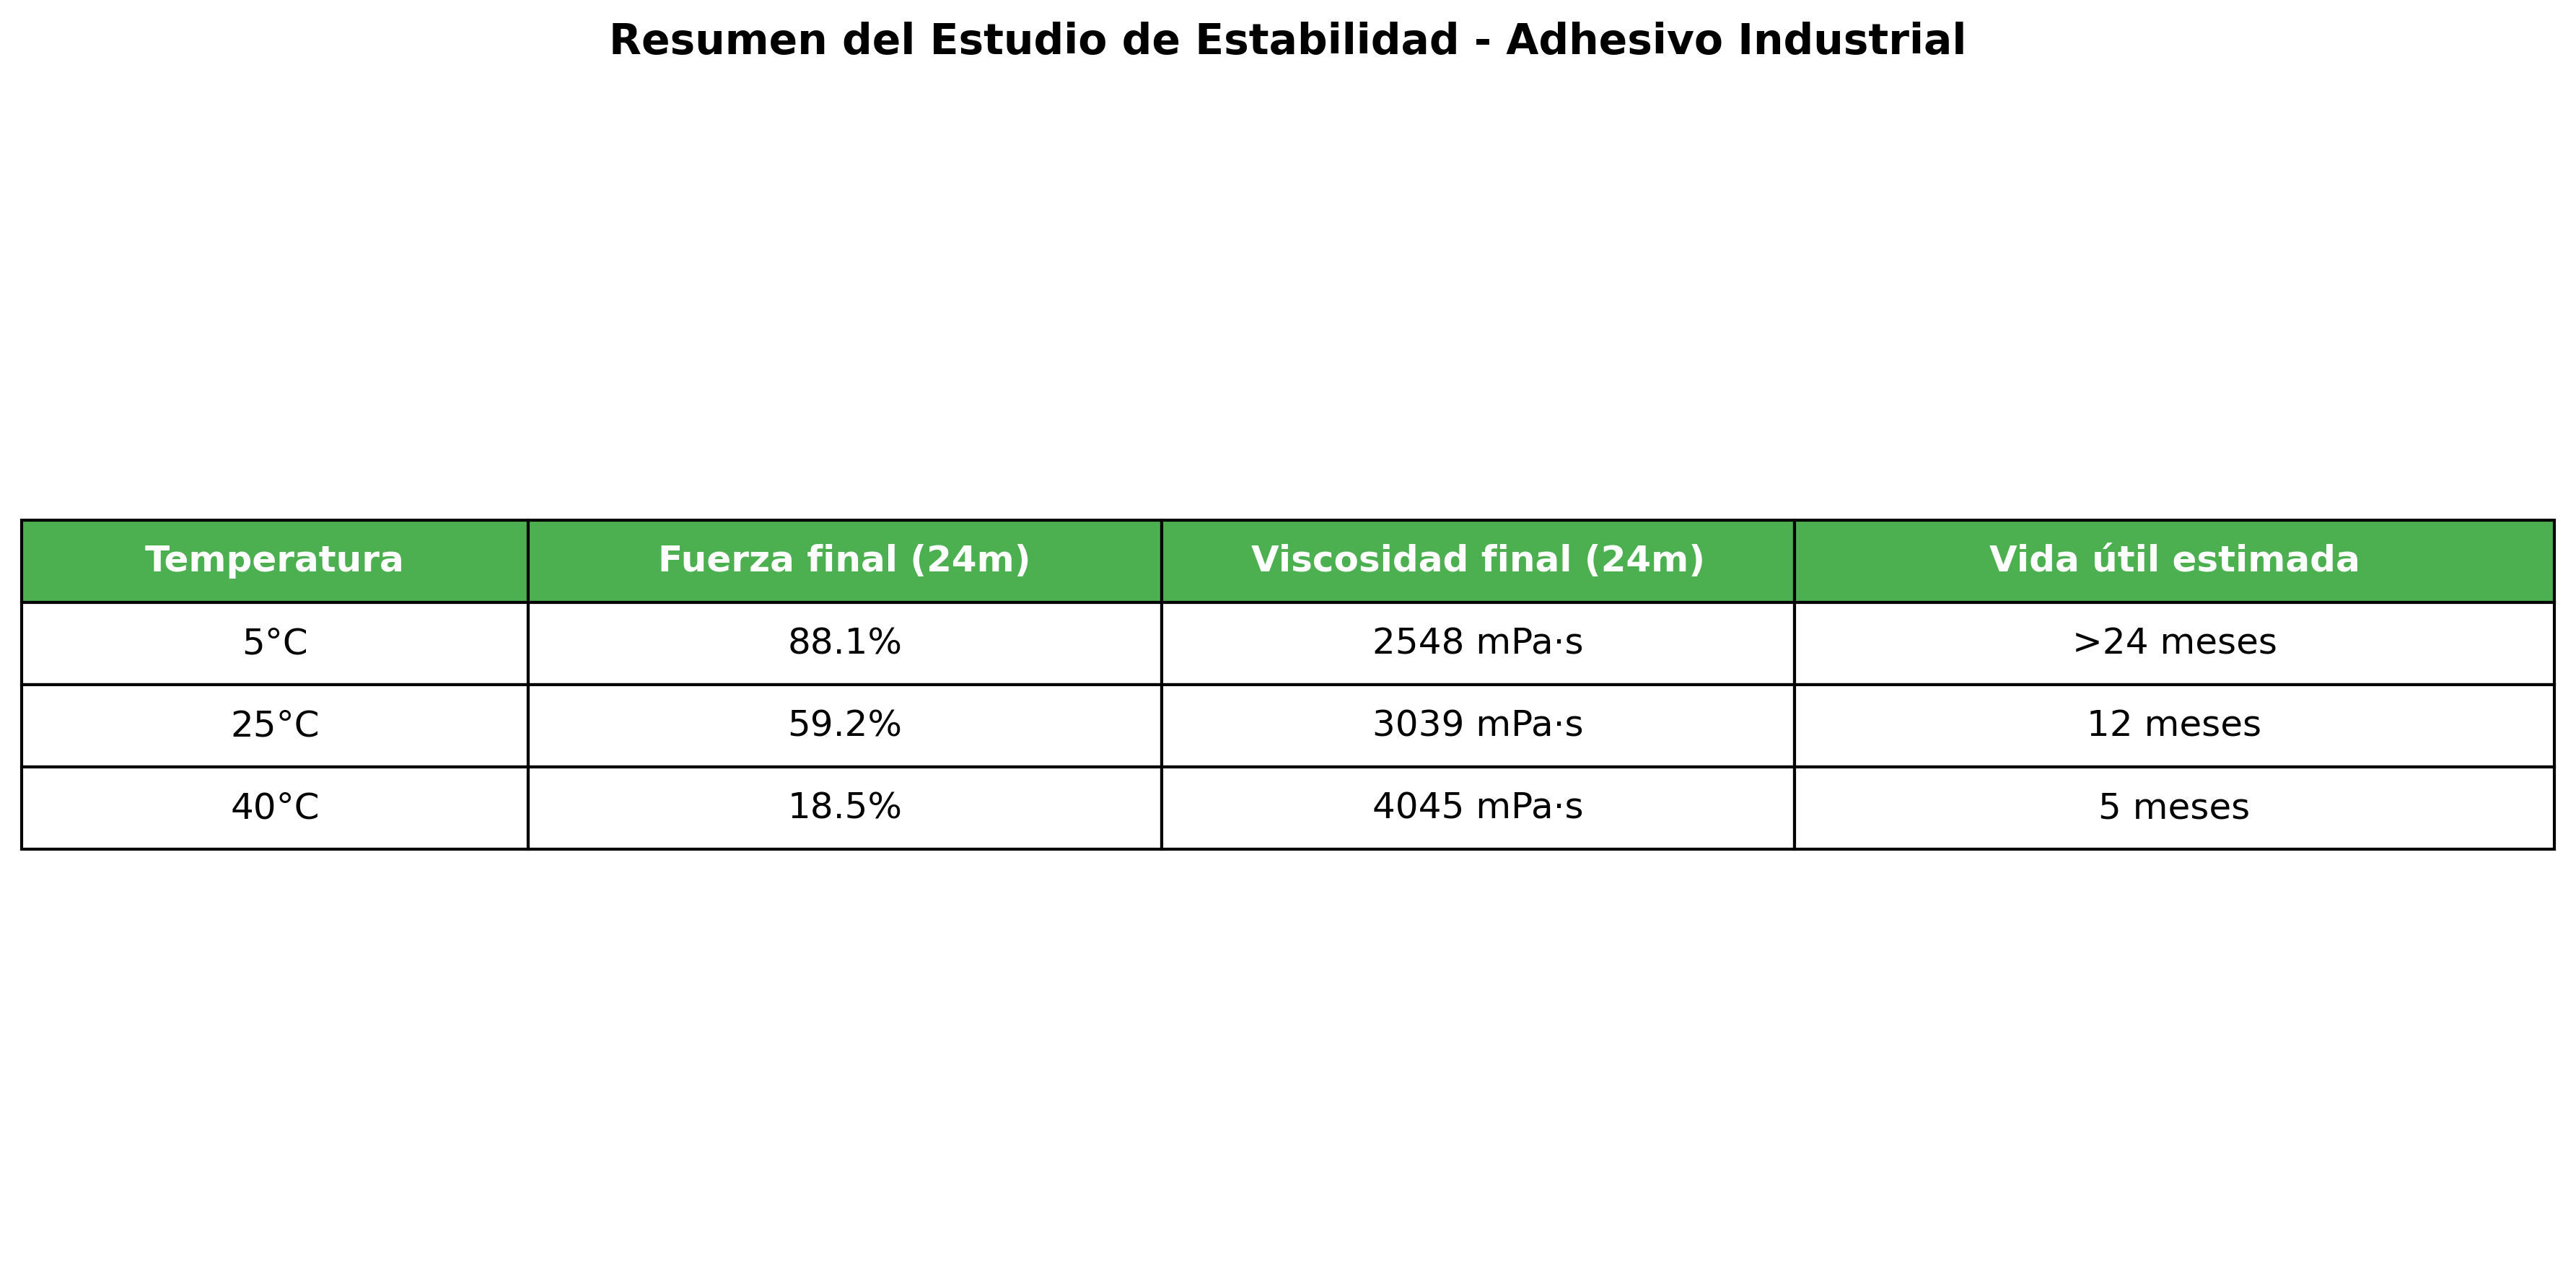 Resumen del Estudio de Estabilidad - Adhesivo Industrial
Temperatura Fuerza final (24m) Viscosidad final (24m) Vida útil estimada
5°C 88.1% 2548 mPa·s >24 meses
25°C 59.2% 3039 mPa·s 12 meses
40°C 18.5% 4045 mPa·s 5 meses